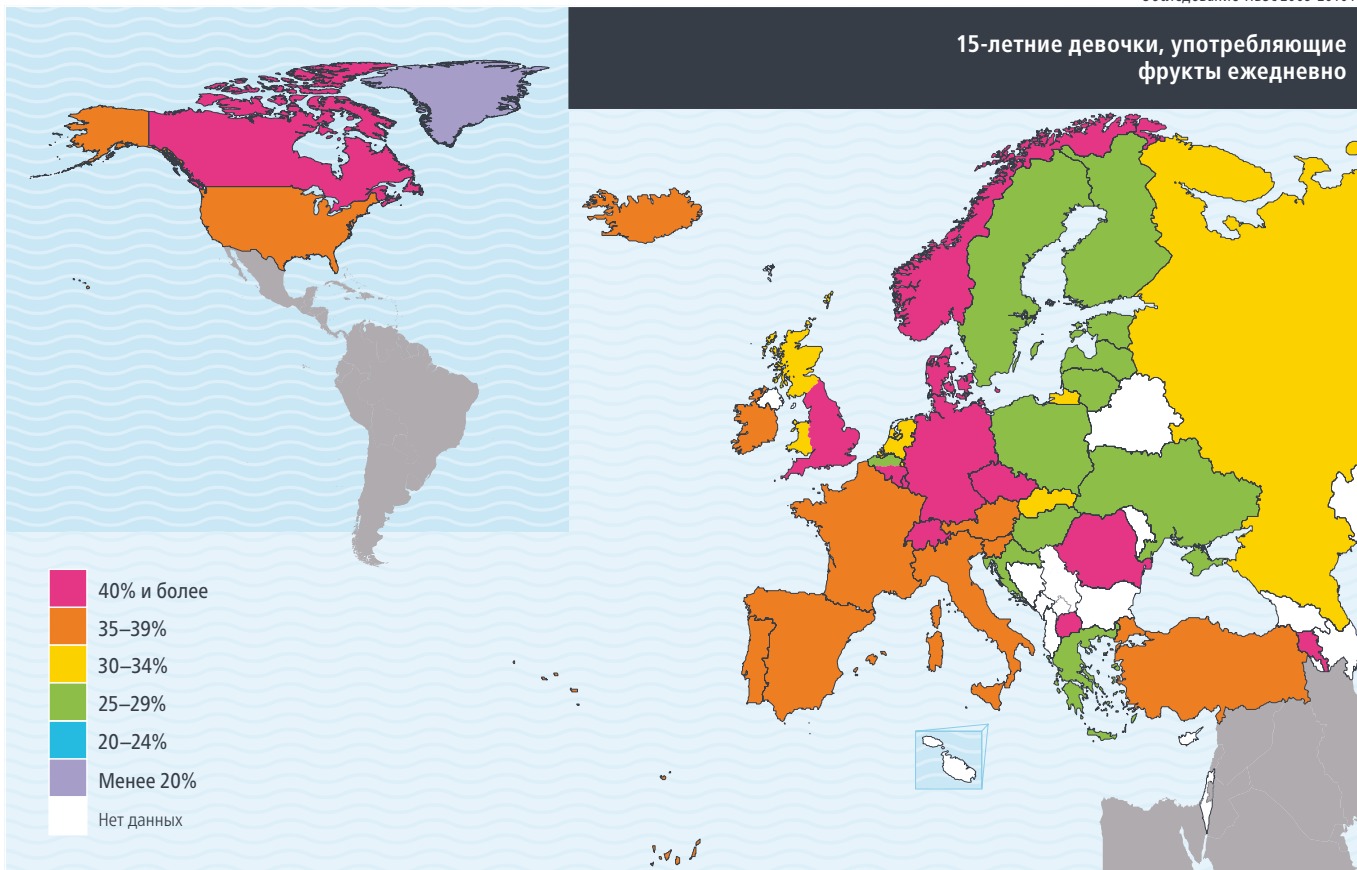 15-летние девочки, употребляющие
фрукты ежедневно
40% и более
35–39%
30–34%
25–29%
20–24%
Менее 20%
Нет данных